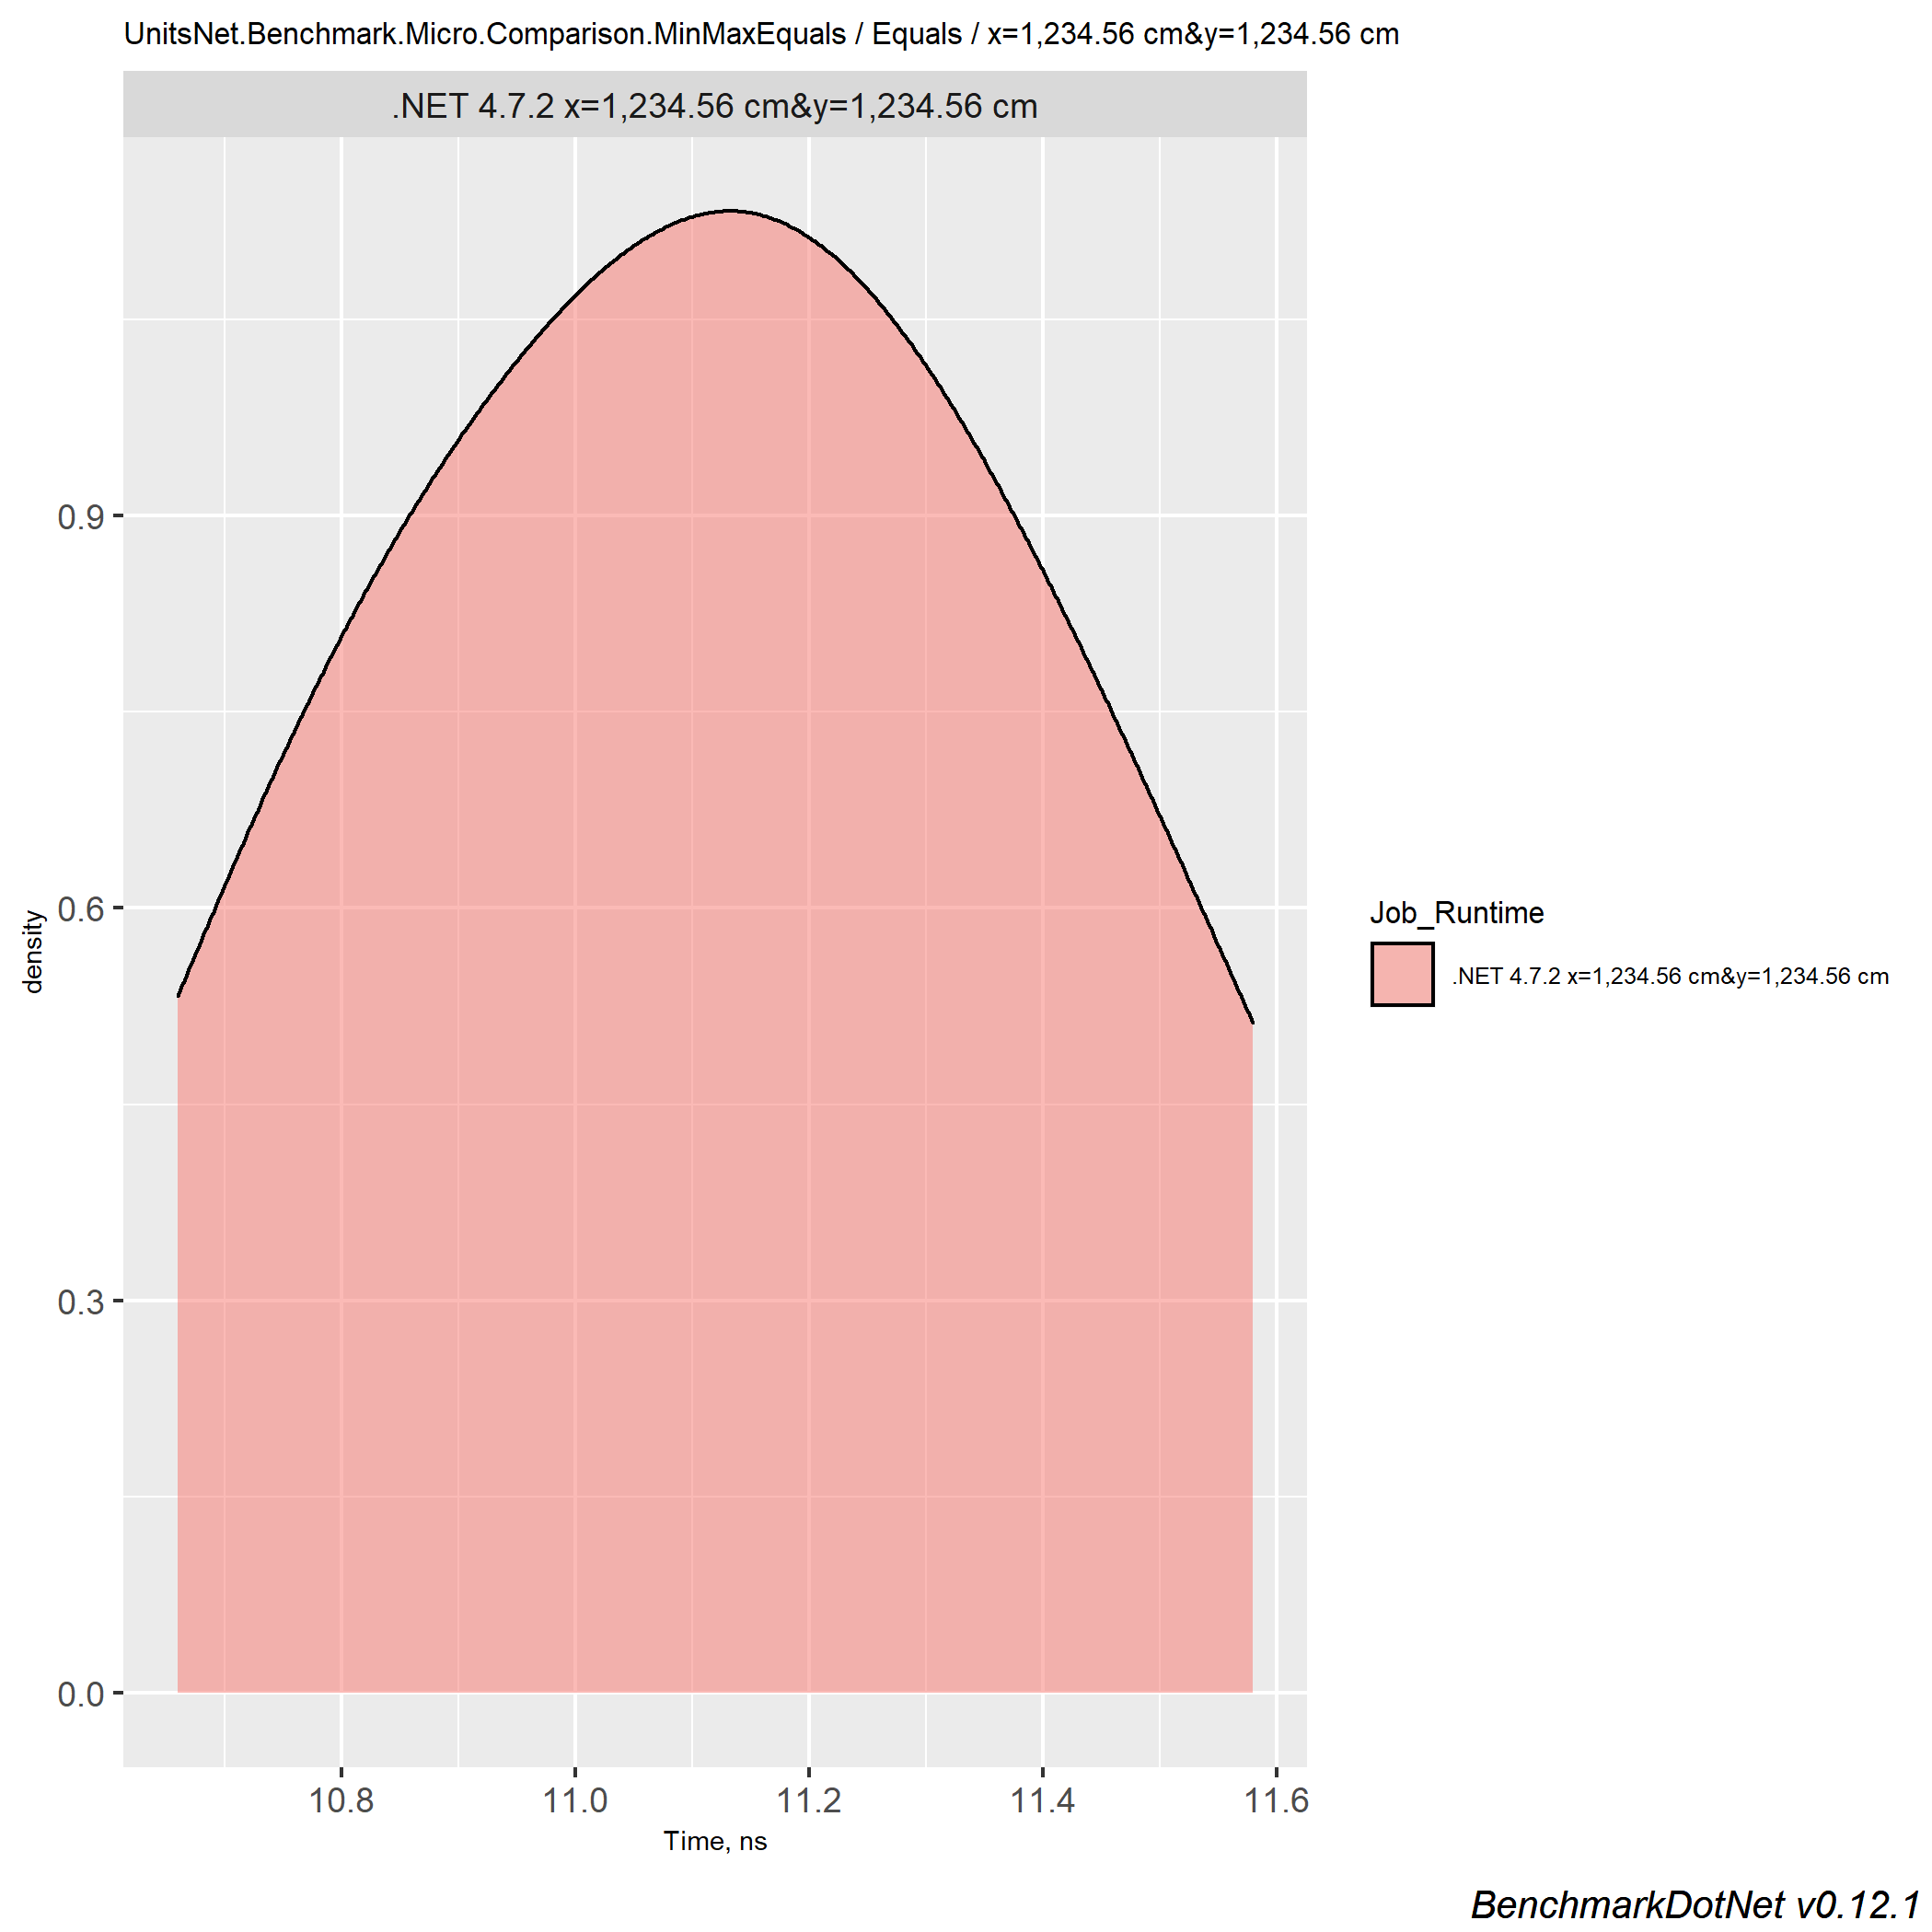 UnitsNet.Benchmark.Micro.Comparison.MinMaxEquals / Equals / x=1,234.56 cm&y=1,234.56 cm
.NET 4.7.2 x=1,234.56 cm&y=1,234.56 cm
0.9
0.6
0.3
0.0
density
10.8 11.0 11.2 11.4 11.6
Time, ns
Job_Runtime
.NET 4.7.2 x=1,234.56 cm&y=1,234.56 cm
BenchmarkDotNet v0.12.1